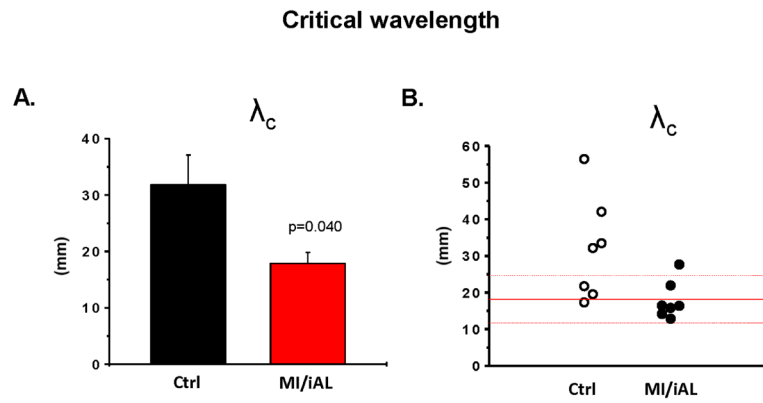 Critical wavelength
A.
λC
40
30
20
10
0
(mm)
p=0.040
Ctrl
MI/iAL
B.
λC
60
50
40
30
20
10
0
(mm)
Ctrl
MI/iAL